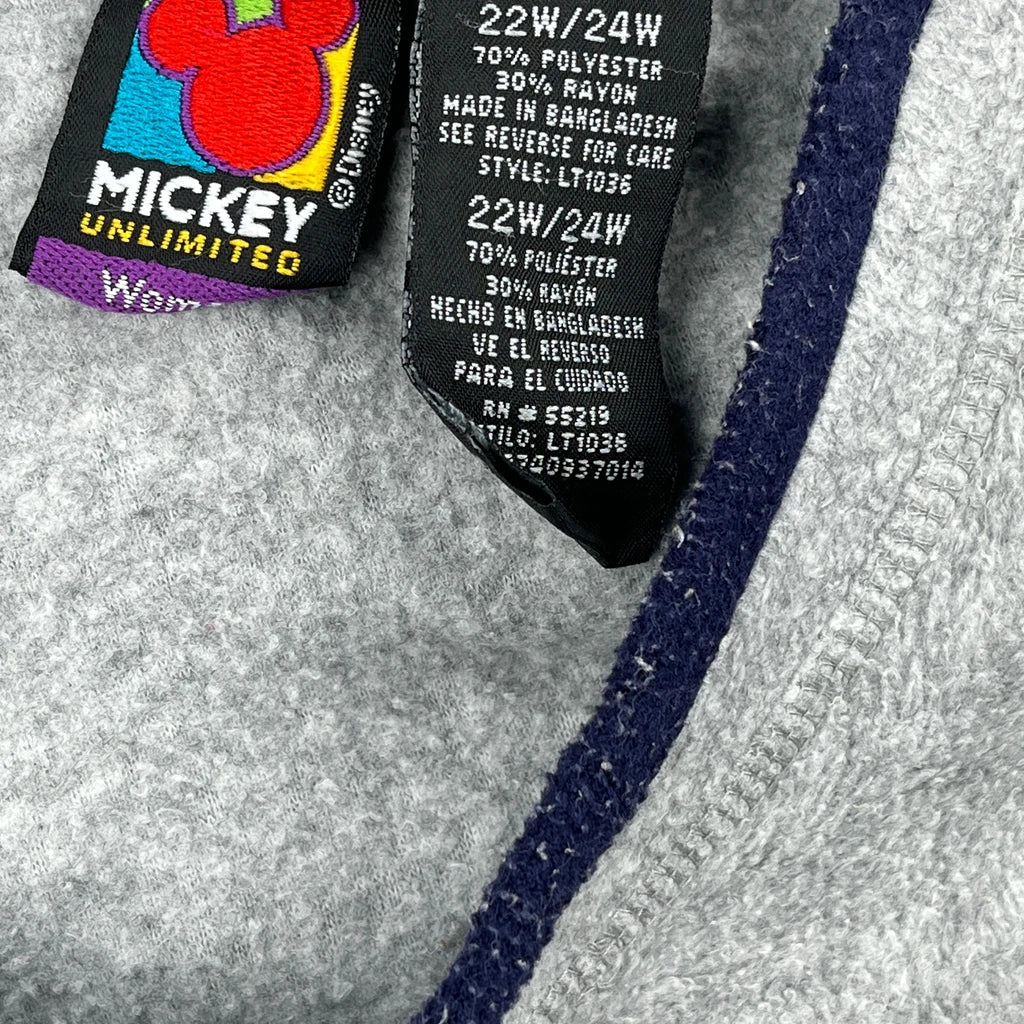 MICKEY
UNLIMITED
© Disney
22W/24W
70% POLYESTER
30% RAYON
MADE IN BANGLADESH
SEE REVERSE FOR CARE
STYLE: LT1036
22W/24W
70% POLIÉSTER
30% RAYÓN
HECHO EN BANGLADESH
VE EL REVERSO
PARA EL CUIDADO
RN # 55219
TILO: LT1036